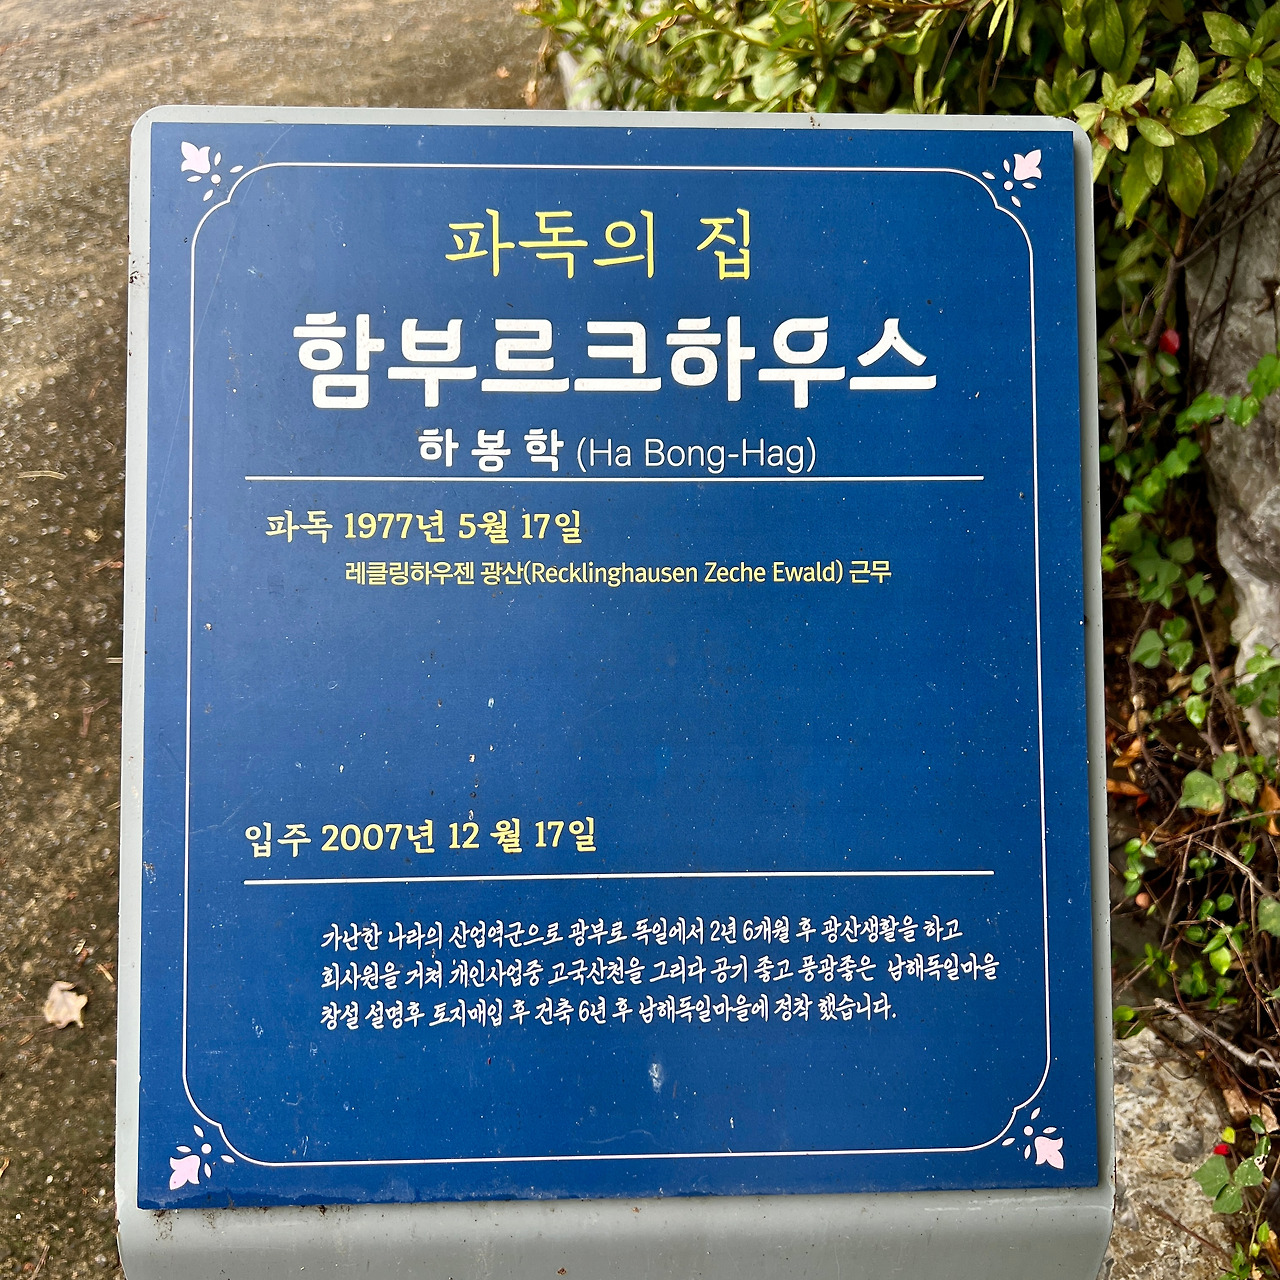 파독의 집
함부르크하우스
하 봉 학 (Ha Bong-Hag)
파독 1977년 5월 17일
레클링하우젠 광산(Recklinghausen Zeche Ewald) 근무
입주 2007년 12 월 17일
가난한 나라의 산업역군으로 광부로 독일에서 2년 6개월 후 광산생활을 하고
회사원을 거쳐 개인사업중 고국산천을 그리다 공기 좋고 풍광좋은 남해독일마을
창설 설명후 토지매입 후 건축 6년 후 남해독일마을에 정착 했습니다.